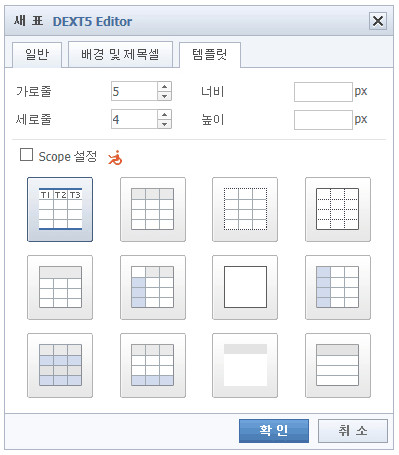 새 표 DEXT5 Editor
일반 배경 및 제목셀 템플릿
가로줄 5 너비 px
세로줄 4 높이 px
Scope 설정
T1 T2 T3
확인 취소